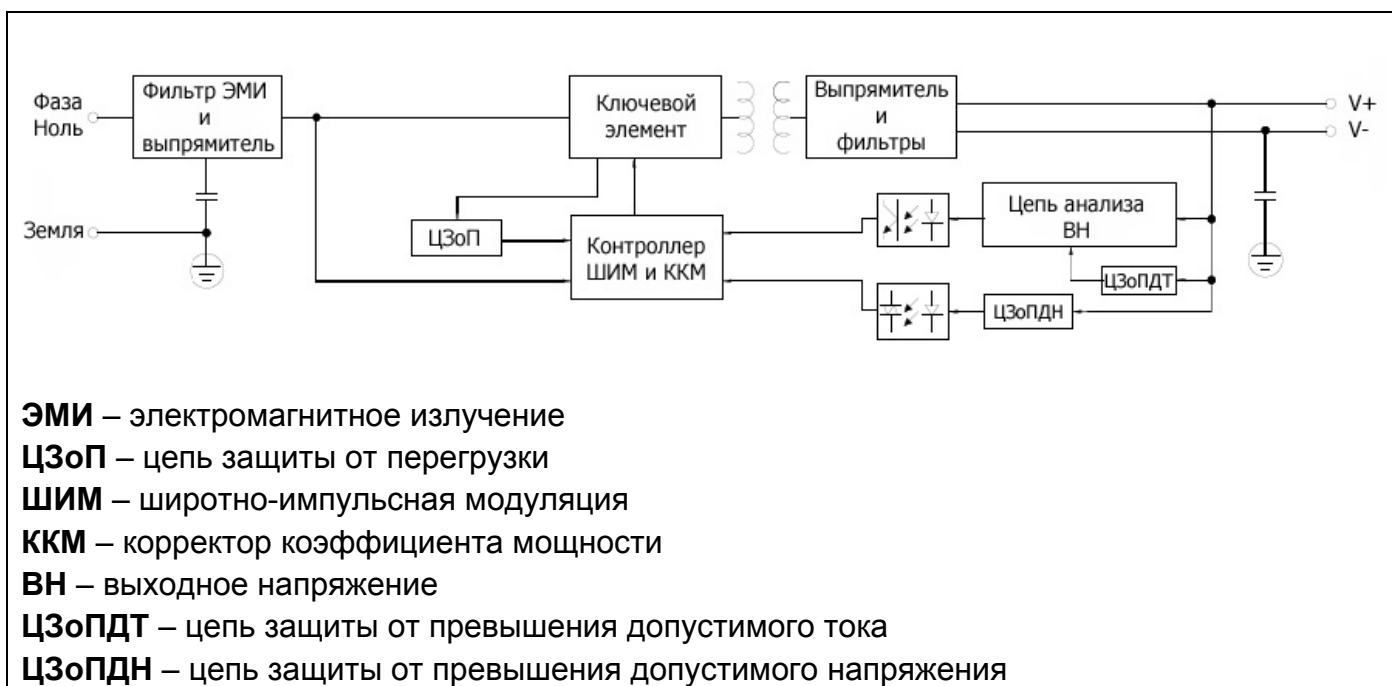 Фаза
Ноль
Фильтр ЭМИ
и
выпрямитель
Ключевой
элемент
Выпрямитель
и
фильтры
V+
V-
Земля
ЦЗоП
Контроллер
ШИМ и ККМ
Цепь анализа
ВН
ЦЗоПДТ
ЦЗоПДН
ЭМИ – электромагнитное излучение
ЦЗоП – цепь защиты от перегрузки
ШИМ – широтно-импульсная модуляция
ККМ – корректор коэффициента мощности
ВН – выходное напряжение
ЦЗоПДТ – цепь защиты от превышения допустимого тока
ЦЗоПДН – цепь защиты от превышения допустимого напряжения